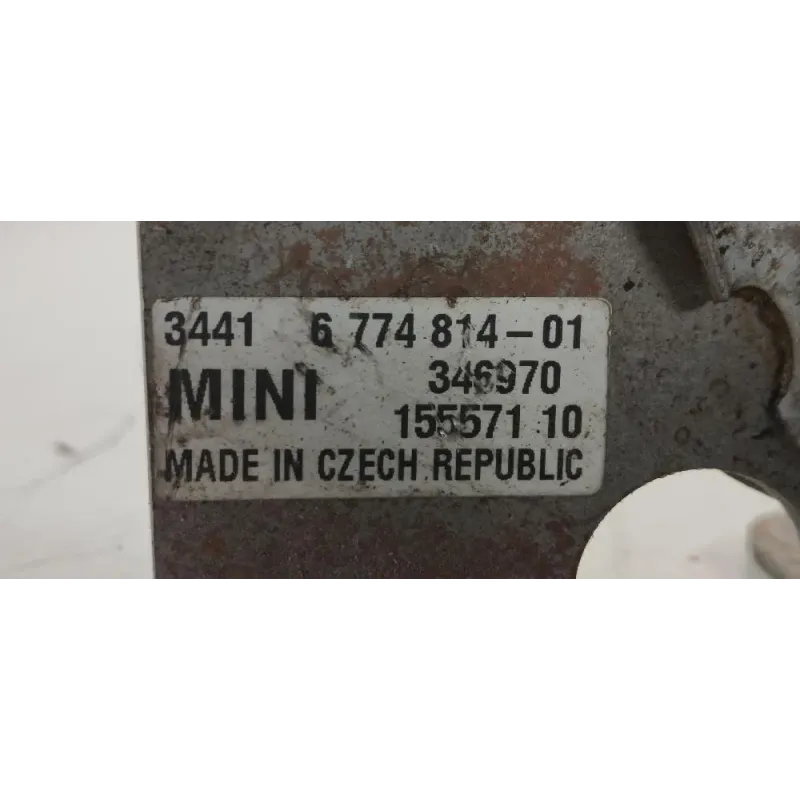 3441 6 774 814-01
MINI 346970
155571 10
MADE IN CZECH REPUBLIC